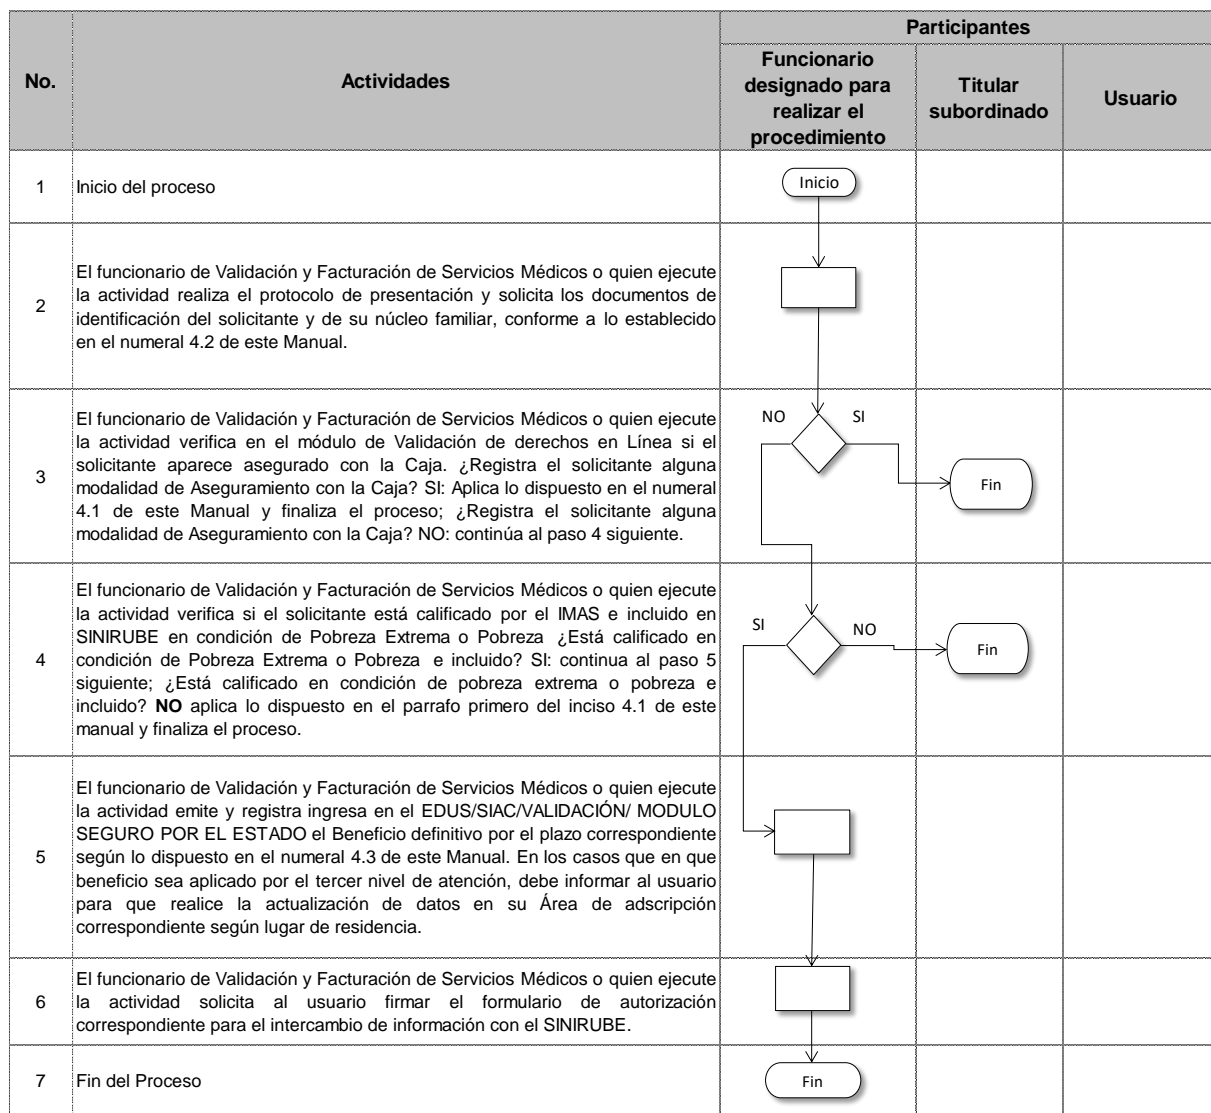 Participantes
No.
Actividades
Funcionario
designado para
realizar el
procedimiento
Titular
subordinado
Usuario
1
Inicio del proceso
Inicio
2
El funcionario de Validación y Facturación de Servicios Médicos o quien ejecute
la actividad realiza el protocolo de presentación y solicita los documentos de
identificación del solicitante y de su núcleo familiar, conforme a lo establecido
en el numeral 4.2 de este Manual.
3
El funcionario de Validación y Facturación de Servicios Médicos o quien ejecute
la actividad verifica en el módulo de Validación de derechos en Línea si el
solicitante aparece asegurado con la Caja. ¿Registra el solicitante alguna
modalidad de Aseguramiento con la Caja? SI: Aplica lo dispuesto en el numeral
4.1 de este Manual y finaliza el proceso; ¿Registra el solicitante alguna
modalidad de Aseguramiento con la Caja? NO: continúa al paso 4 siguiente.
NO
SI
Fin
4
El funcionario de Validación y Facturación de Servicios Médicos o quien ejecute
la actividad verifica si el solicitante está calificado por el IMAS e incluido en
SINIRUBE en condición de Pobreza Extrema o Pobreza ¿Está calificado en
condición de Pobreza Extrema o Pobreza e incluido? SI: continua al paso 5
siguiente; ¿Está calificado en condición de pobreza extrema o pobreza e
incluido? NO aplica lo dispuesto en el parrafo primero del inciso 4.1 de este
manual y finaliza el proceso.
SI
NO
Fin
5
El funcionario de Validación y Facturación de Servicios Médicos o quien ejecute
la actividad emite y registra ingresa en el EDUS/SIAC/VALIDACIÓN/ MODULO
SEGURO POR EL ESTADO el Beneficio definitivo por el plazo correspondiente
según lo dispuesto en el numeral 4.3 de este Manual. En los casos que en que
beneficio sea aplicado por el tercer nivel de atención, debe informar al usuario
para que realice la actualización de datos en su Área de adscripción
correspondiente según lugar de residencia.
6
El funcionario de Validación y Facturación de Servicios Médicos o quien ejecute
la actividad solicita al usuario firmar el formulario de autorización
correspondiente para el intercambio de información con el SINIRUBE.
7
Fin del Proceso
Fin